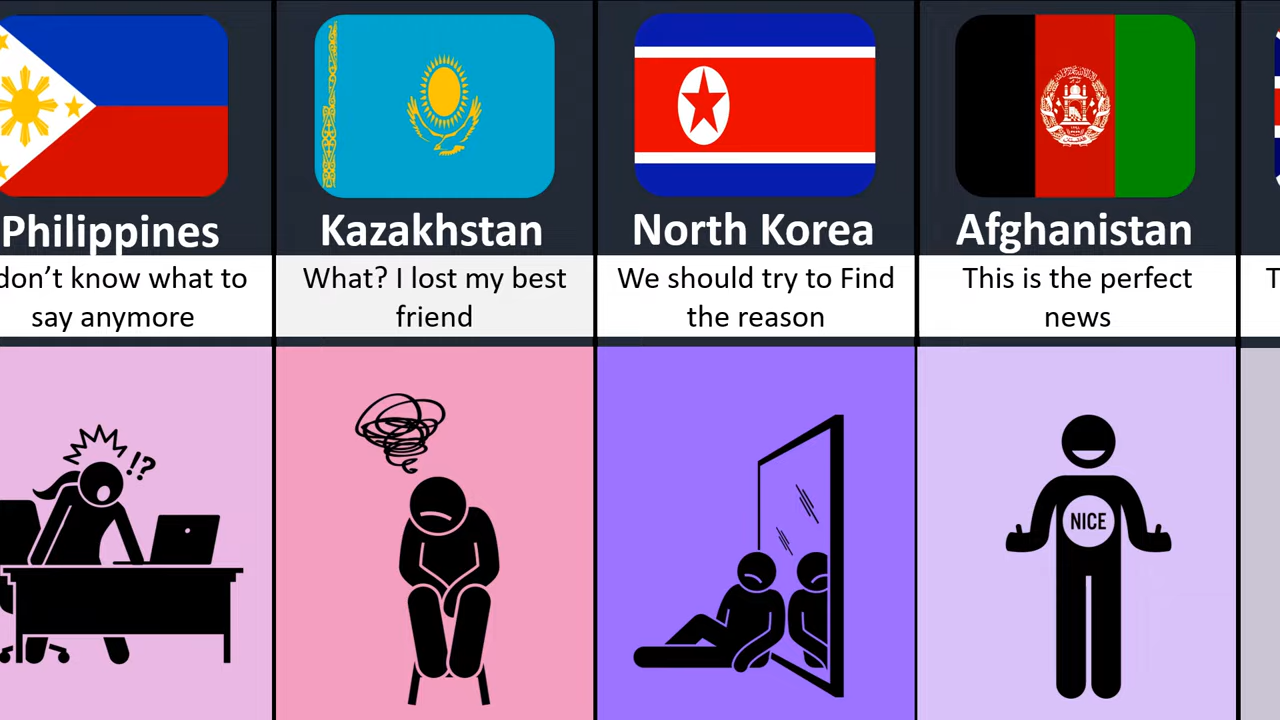 Philippines
don’t know what to
say anymore
Kazakhstan
What? I lost my best
friend
North Korea
We should try to Find
the reason
Afghanistan
This is the perfect
news
T
!?
NICE